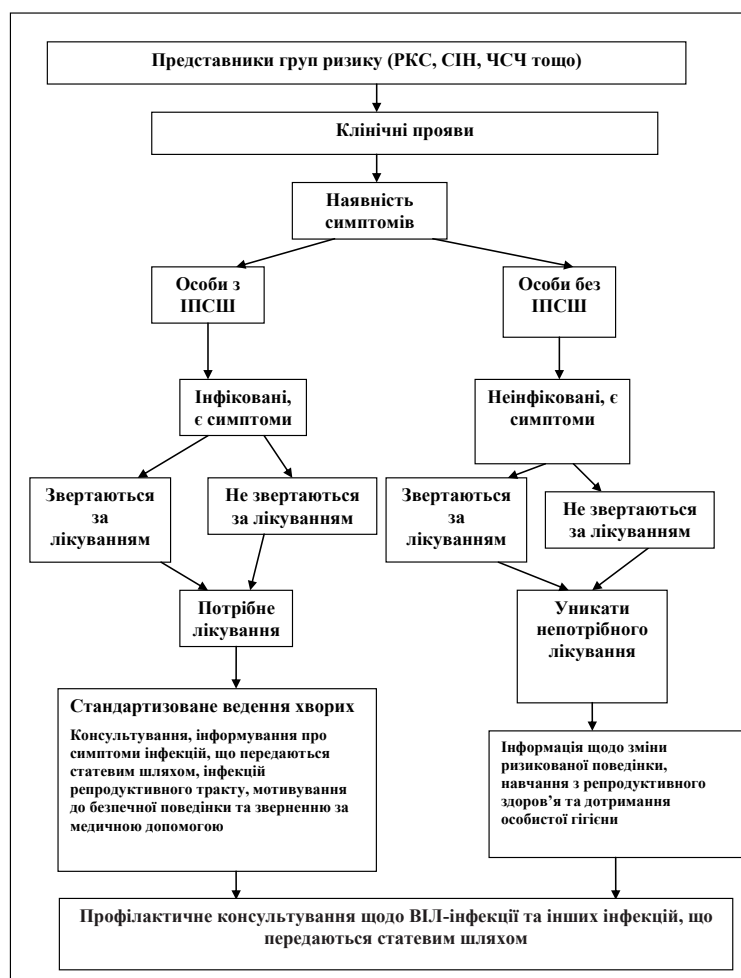 Представники груп ризику (РКС, СІН, ЧСЧ тощо)
Клінічні прояви
Наявність
симптомів
Особи з
ІПСШ
Особи без
ІПСШ
Інфіковані,
є симптоми
Неінфіковані, є
симптоми
Звертаються
за
лікуванням
Не звертаються
за лікуванням
Звертаються
за
лікуванням
Не звертаються
за лікуванням
Потрібне
лікування
Уникати
непотрібного
лікування
Стандартизоване ведення хворих
Консультування, інформування про
симптоми інфекцій, що передаються
статевим шляхом, інфекцій
репродуктивного тракту, мотивування
до безпечної поведінки та зверненню за
медичною допомогою
Інформація щодо зміни
ризикованої поведінки,
навчання з репродуктивного
здоров’я та дотримання
особистої гігієни
Профілактичне консультування щодо ВІЛ-інфекції та інших інфекцій, що
передаються статевим шляхом